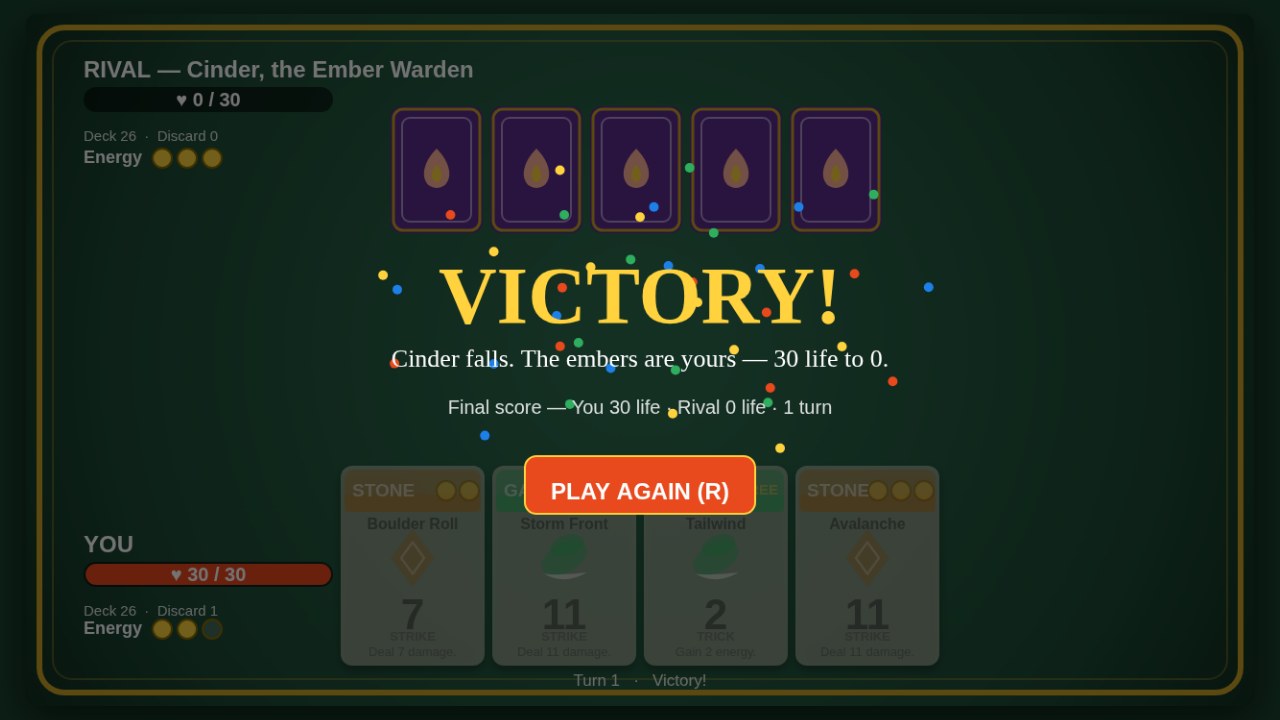 RIVAL — Cinder, the Ember Warden
♥ 0 / 30
Deck 26 · Discard 0
Energy
VICTORY!
Cinder falls. The embers are yours — 30 life to 0.
Final score — You 30 life · Rival 0 life · 1 turn
PLAY AGAIN (R)
YOU
♥ 30 / 30
Deck 26 · Discard 1
Energy
STONE
Boulder Roll
7
STRIKE
Deal 7 damage.
Storm Front
11
STRIKE
Deal 11 damage.
Tailwind
2
TRICK
Gain 2 energy.
STONE
Avalanche
11
STRIKE
Deal 11 damage.
Turn 1 · Victory!